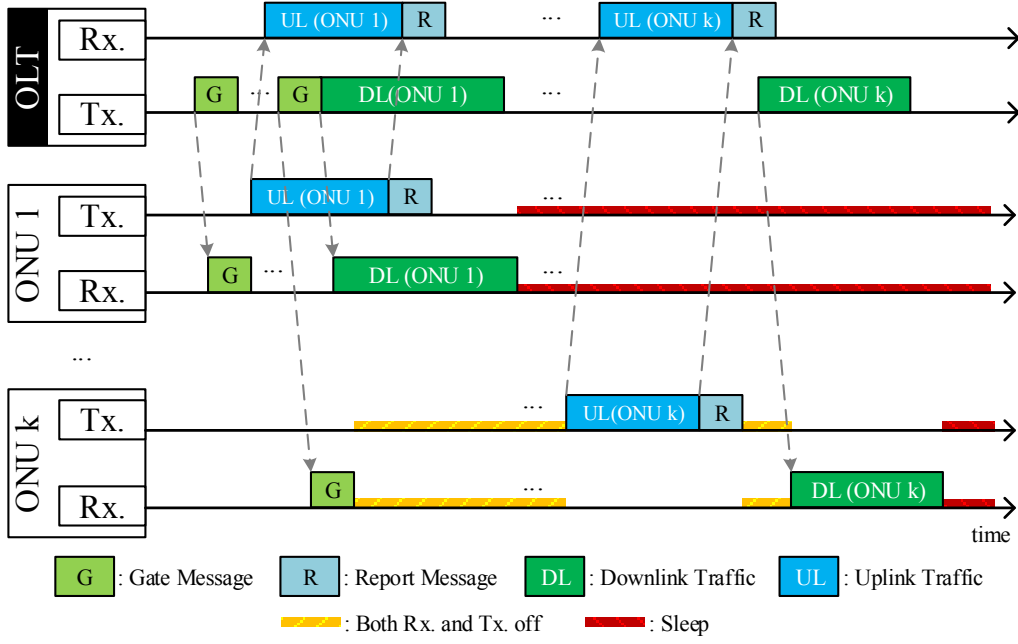 UL (ONU 1) R ... UL (ONU k) R
OLT
Rx.
G ... G DL(ONU 1) ... DL(ONU k)
Tx.
UL (ONU 1) R ...
ONU 1
Tx.
G ... DL (ONU 1) ...
Rx.
...
... UL(ONU k) R
ONU k
Tx.
G ... DL (ONU k)
Rx.
time
G : Gate Message R : Report Message DL : Downlink Traffic UL : Uplink Traffic
: Both Rx. and Tx. off : Sleep